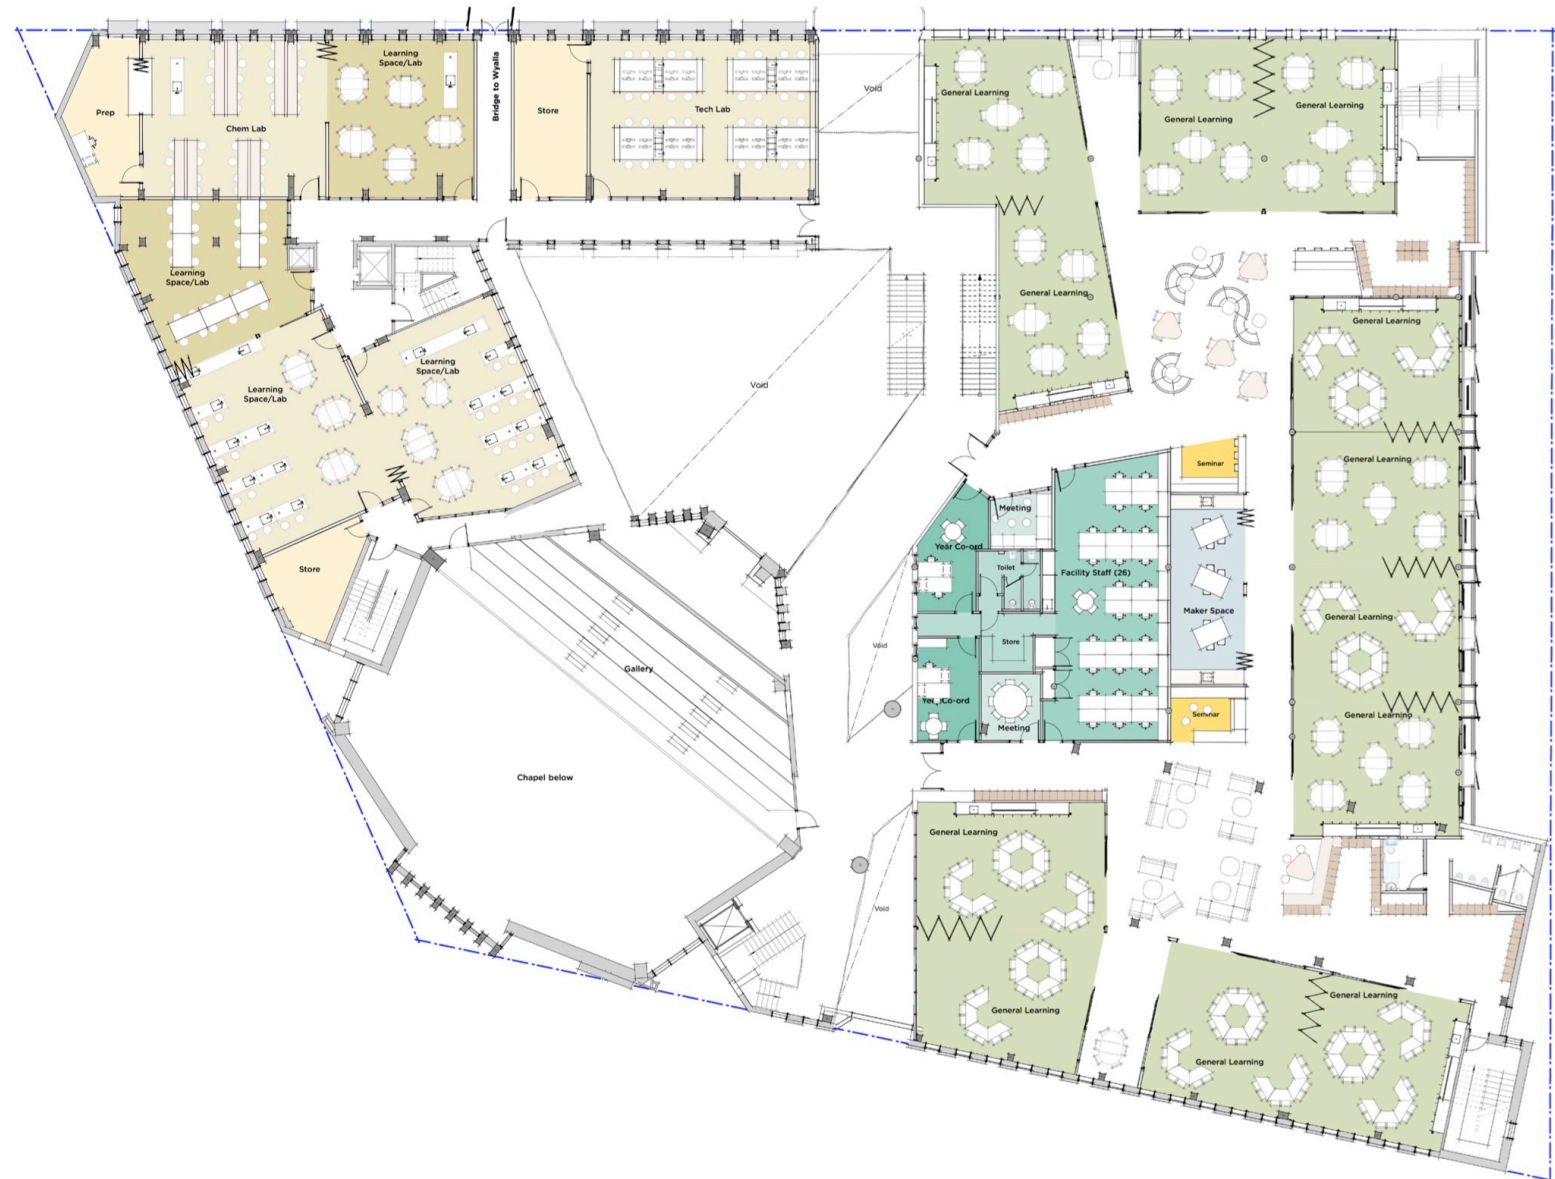 Learning
Space/Lab
Bridge to Wyalla
Void
General Learning
Prep
Chem Lab
Store
Tech Lab
General Learning
General Learning
Learning
Space/Lab
General Learning
General Learning
Void
Learning
Space/Lab
Learning
Space/Lab
General Learning
Seminar
Meeting
Year Co-ord
Toilet
Facility Staff (26)
Store
Maker Space
General Learning
Store
Void
Gallery
Meeting
Seminar
General Learning
Chapel below
General Learning
Void
General Learning
General Learning
General Learning